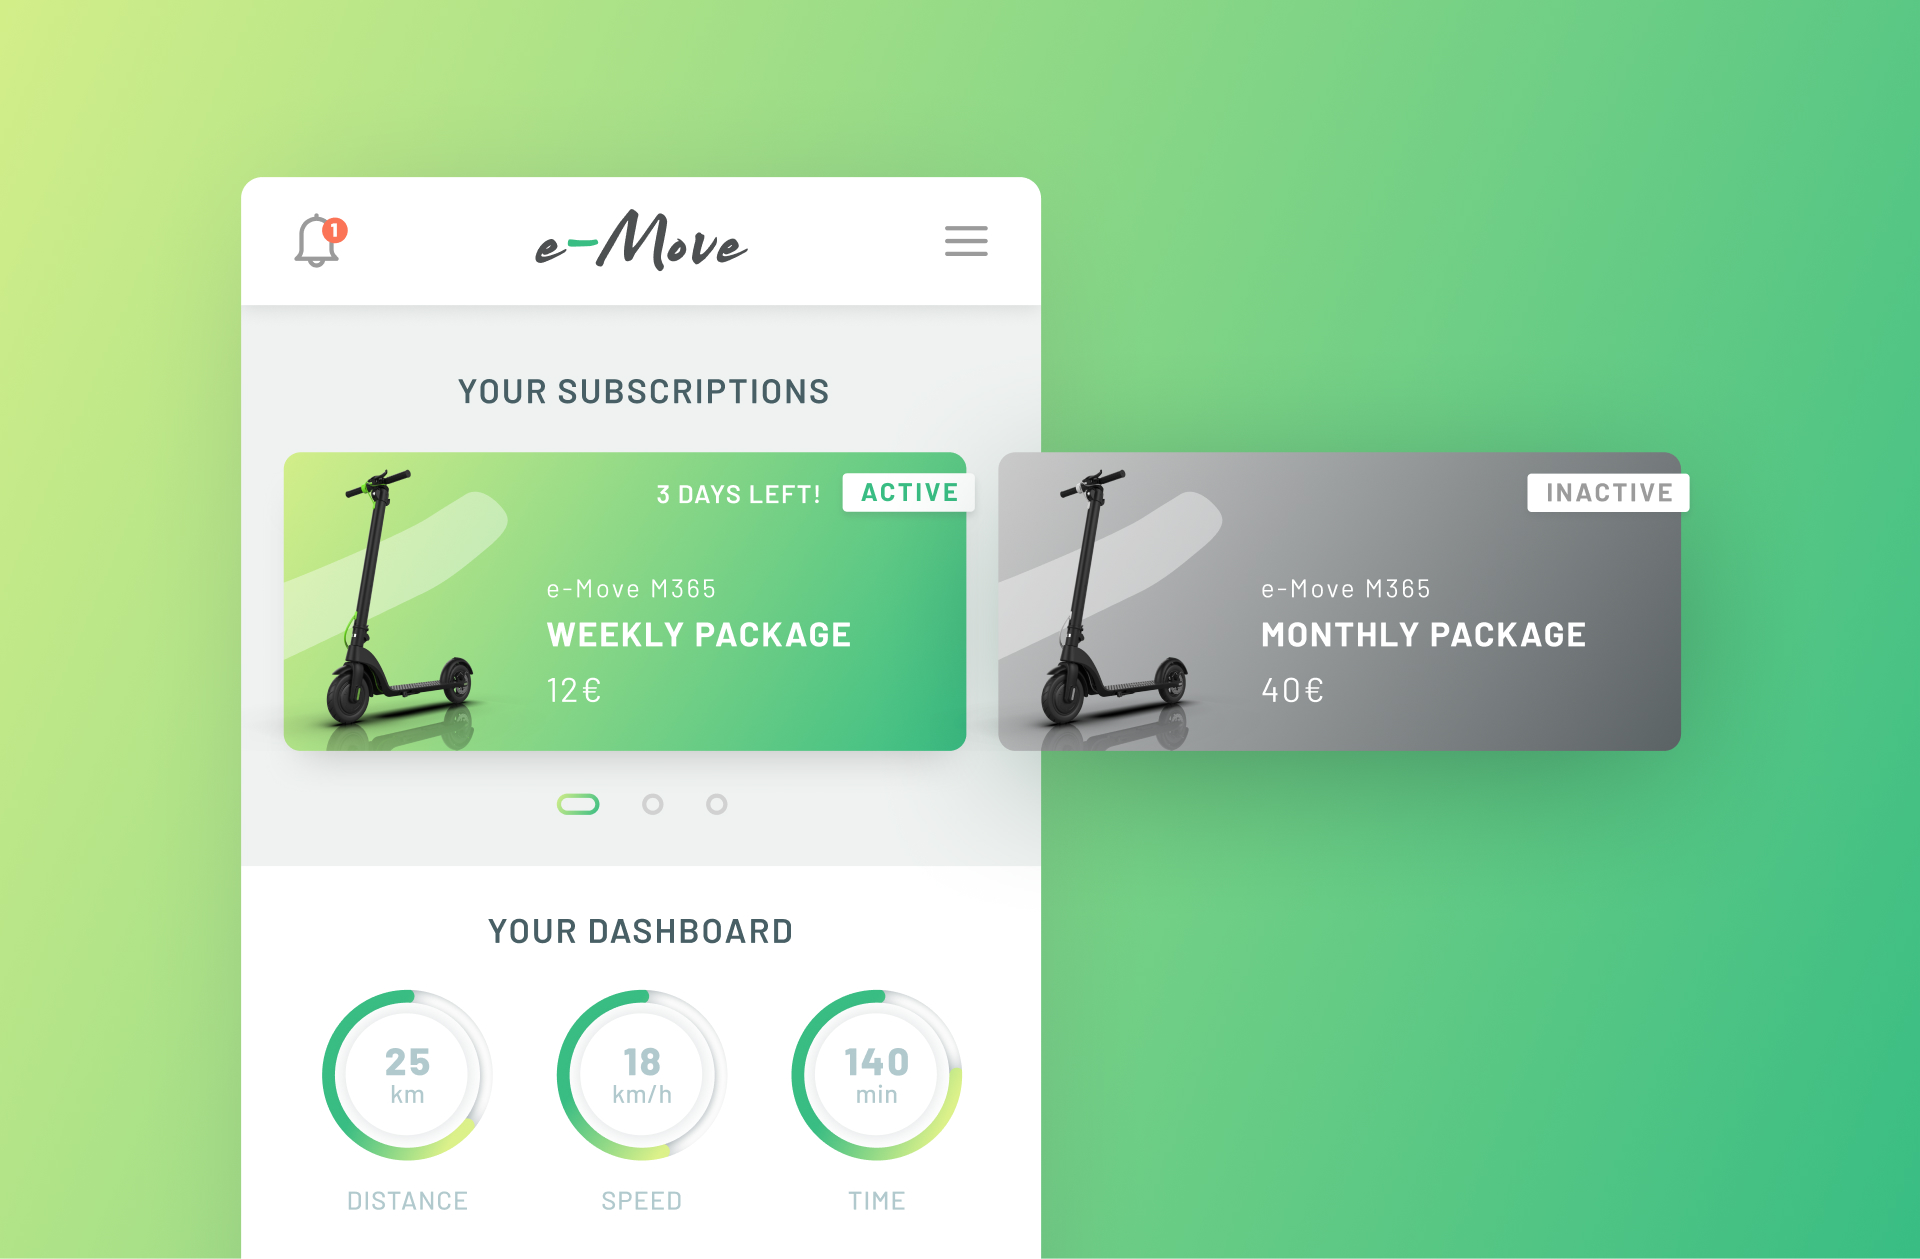 1
e-Move
YOUR SUBSCRIPTIONS
3 DAYS LEFT!
ACTIVE
e-Move M365
WEEKLY PACKAGE
12€
INACTIVE
e-Move M365
MONTHLY PACKAGE
40€
YOUR DASHBOARD
25
km
DISTANCE
18
km/h
SPEED
140
min
TIME